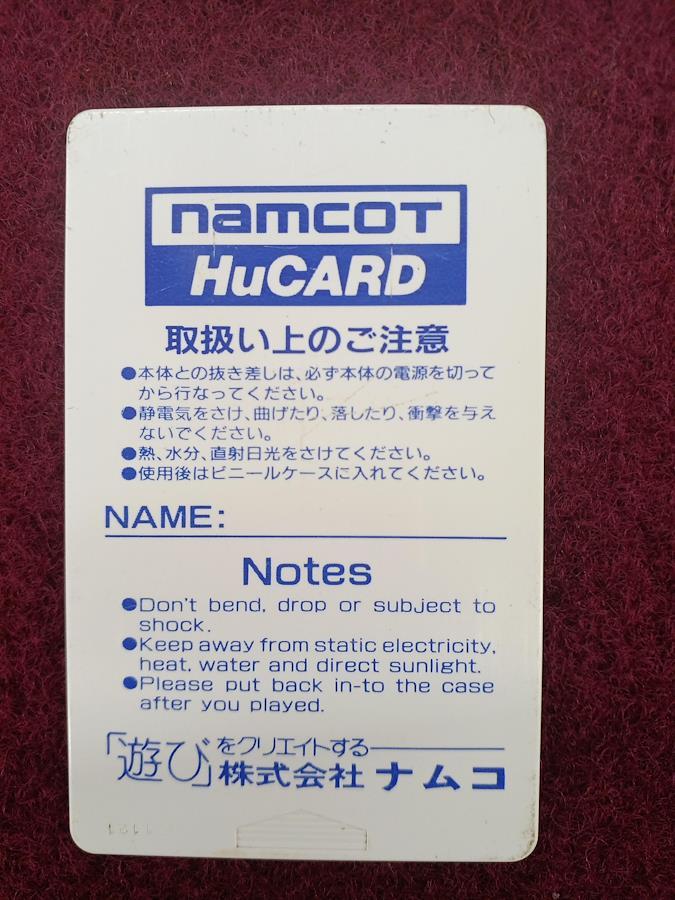 namcot
HuCARD
取扱い上のご注意
●本体との抜き差しは、必ず本体の電源を切って
から行なってください。
●静電気をさけ、曲げたり、落したり、衝撃を与え
ないでください。
●熱、水分、直射日光をさけてください。
●使用後はビニールケースに入れてください。
NAME:
Notes
●Don't bend, drop or subject to
shock.
●Keep away from static electricity,
heat, water and direct sunlight.
●Please put back in-to the case
after you played.
「遊び」をクリエイトする
株式会社 ナムコ